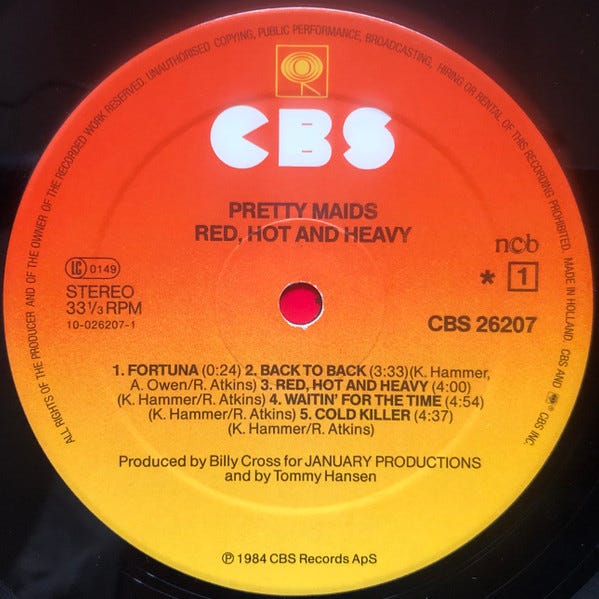 ALL RIGHTS OF THE PRODUCER AND OF THE OWNER OF THE RECORDED WORK RESERVED. UNAUTHORISED COPYING, PUBLIC PERFORMANCE, BROADCASTING, HIRING OR RENTAL OF THIS RECORDING PROHIBITED. MADE IN HOLLAND. CBS AND ® CBS INC.
CBS
PRETTY MAIDS
RED, HOT AND HEAVY
LC 0149
STEREO
33⅓ RPM
10-026207-1
ncb
* 1
CBS 26207
1. FORTUNA (0:24) 2. BACK TO BACK (3:33)(K. Hammer,
A. Owen/R. Atkins) 3. RED, HOT AND HEAVY (4:00)
(K. Hammer/R. Atkins) 4. WAITIN' FOR THE TIME (4:54)
(K. Hammer/R. Atkins) 5. COLD KILLER (4:37)
(K. Hammer/R. Atkins)
Produced by Billy Cross for JANUARY PRODUCTIONS
and by Tommy Hansen
℗ 1984 CBS Records ApS